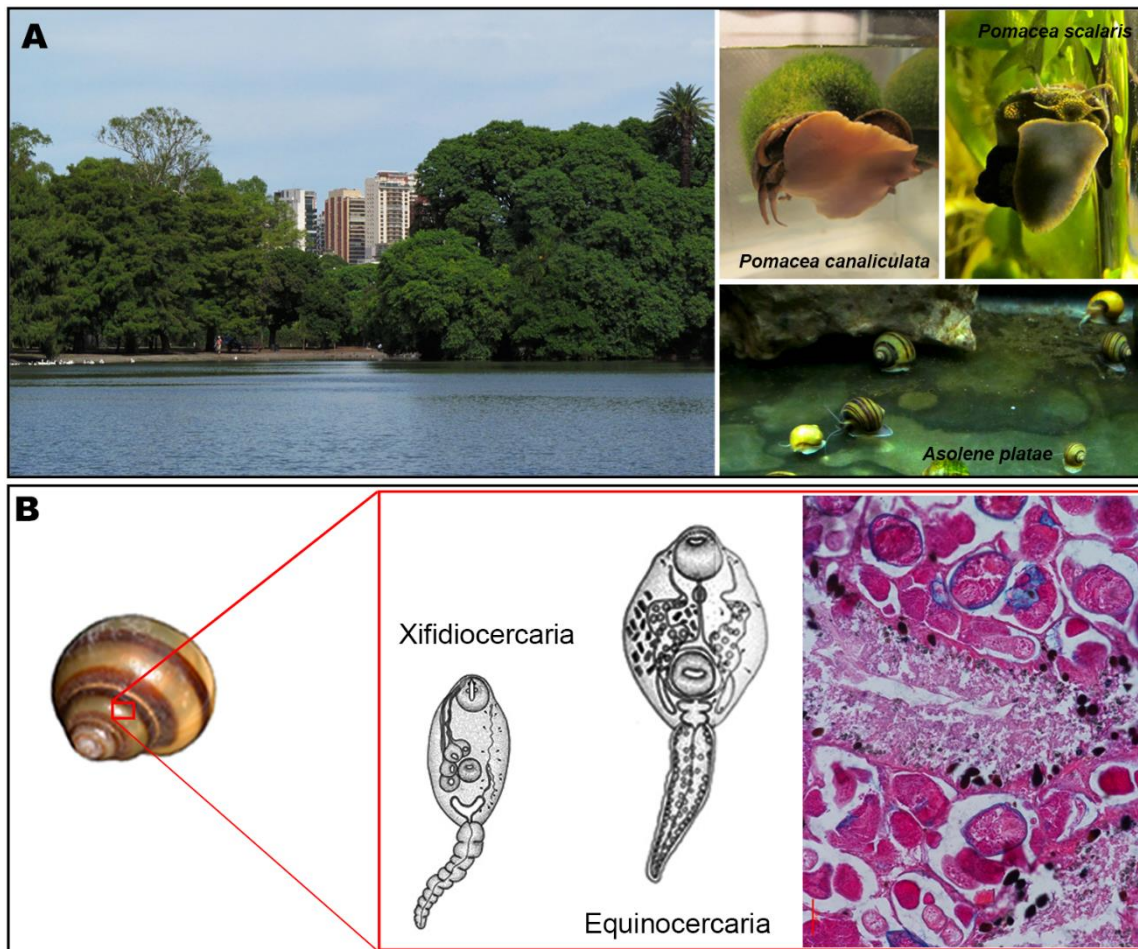 A
Pomacea scalaris
Pomacea canaliculata
Asolene platae
B
Xifidiocercaria
Equinocercaria